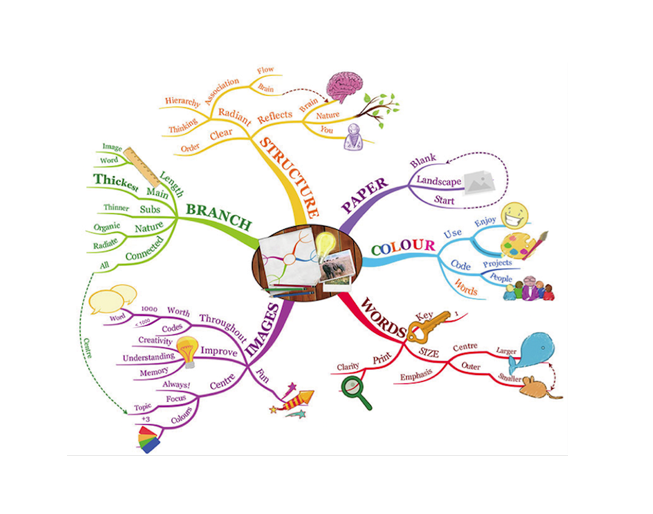 STRUCTURE
Radiant
Association
Flow
Brain
Hierarchy
Thinking
Clear
Order
Reflects
Brain
Nature
You
PAPER
Blank
Landscape
Start
COLOUR
Use
Enjoy
Code
Projects
People
Words
WORDS
Key
1
SIZE
Centre
Larger
Outer
Smaller
Emphasis
Print
Clarity
IMAGES
Throughout
Worth
1000
Word
Codes
<100
Improve
Creativity
Understanding
Memory
Centre
Always!
Focus
Topic
Colours
+3
Fun
BRANCH
Length
Image
Word
Main
Thickest
Subs
Thinner
Nature
Organic
Radiate
Connected
All
Centre